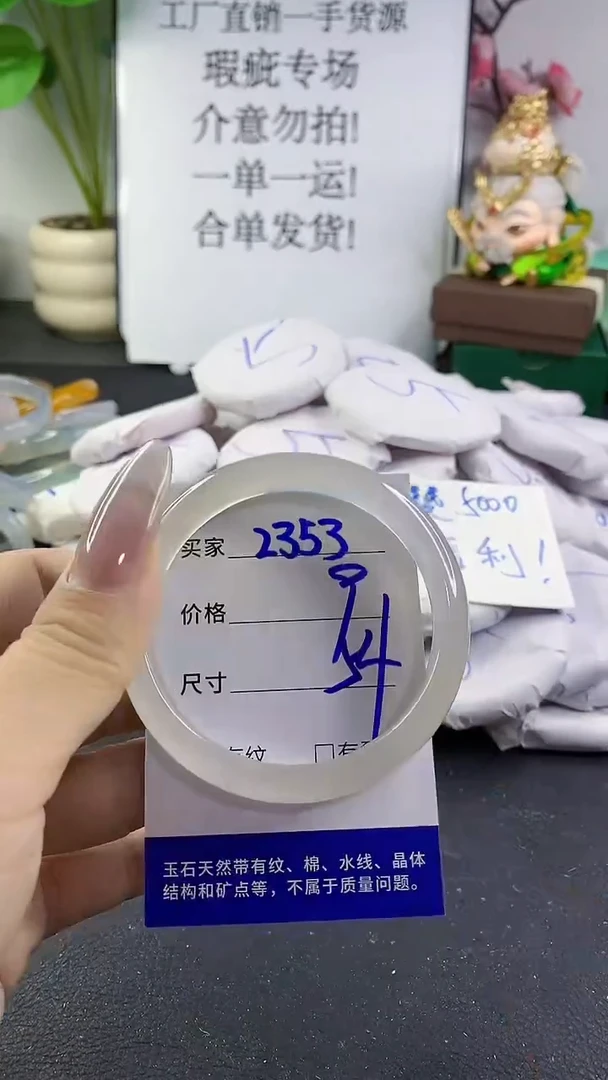 工厂直销一手货源
瑕疵专场
介意勿拍!
一单一运!
合单发货!
5000
利!
买家 2353
价格
尺寸
玉石天然带有纹、棉、水线、晶体
结构和矿点等，不属于质量问题。